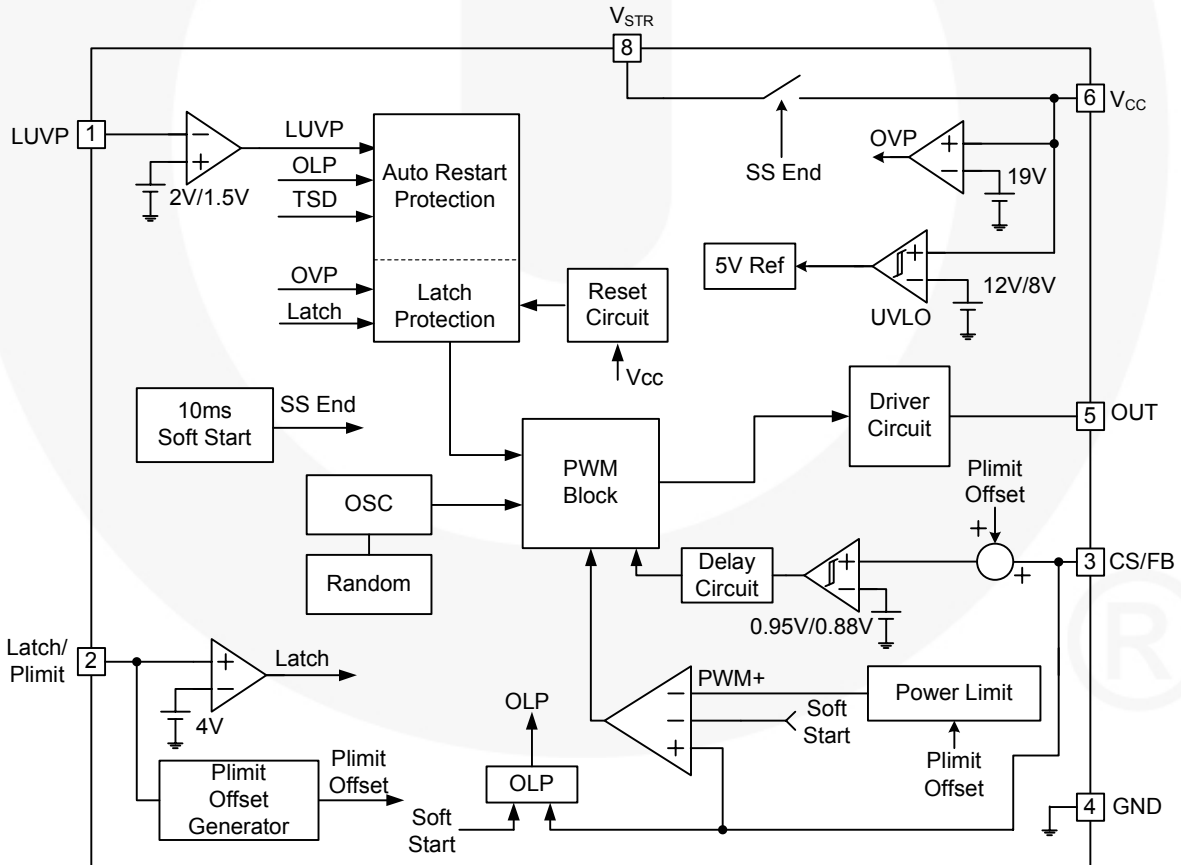 VSTR
8
LUVP
1
−
+
2V/1.5V
LUVP
OLP
TSD
Auto Restart
Protection
OVP
Latch
Latch
Protection
Reset
Circuit
Vcc
SS End
6
VCC
OVP
+
−
19V
5V Ref
+
−
12V/8V
UVLO
10ms
Soft Start
SS End
OSC
Random
PWM
Block
Driver
Circuit
5
OUT
Plimit
Offset
+
+
3
CS/FB
Delay
Circuit
+
−
0.95V/0.88V
Latch/
Plimit
2
+
−
4V
Latch
Plimit
Offset
Generator
Plimit
Offset
OLP
OLP
Soft
Start
−
−
+
PWM+
Soft
Start
Power Limit
Plimit
Offset
4
GND
®